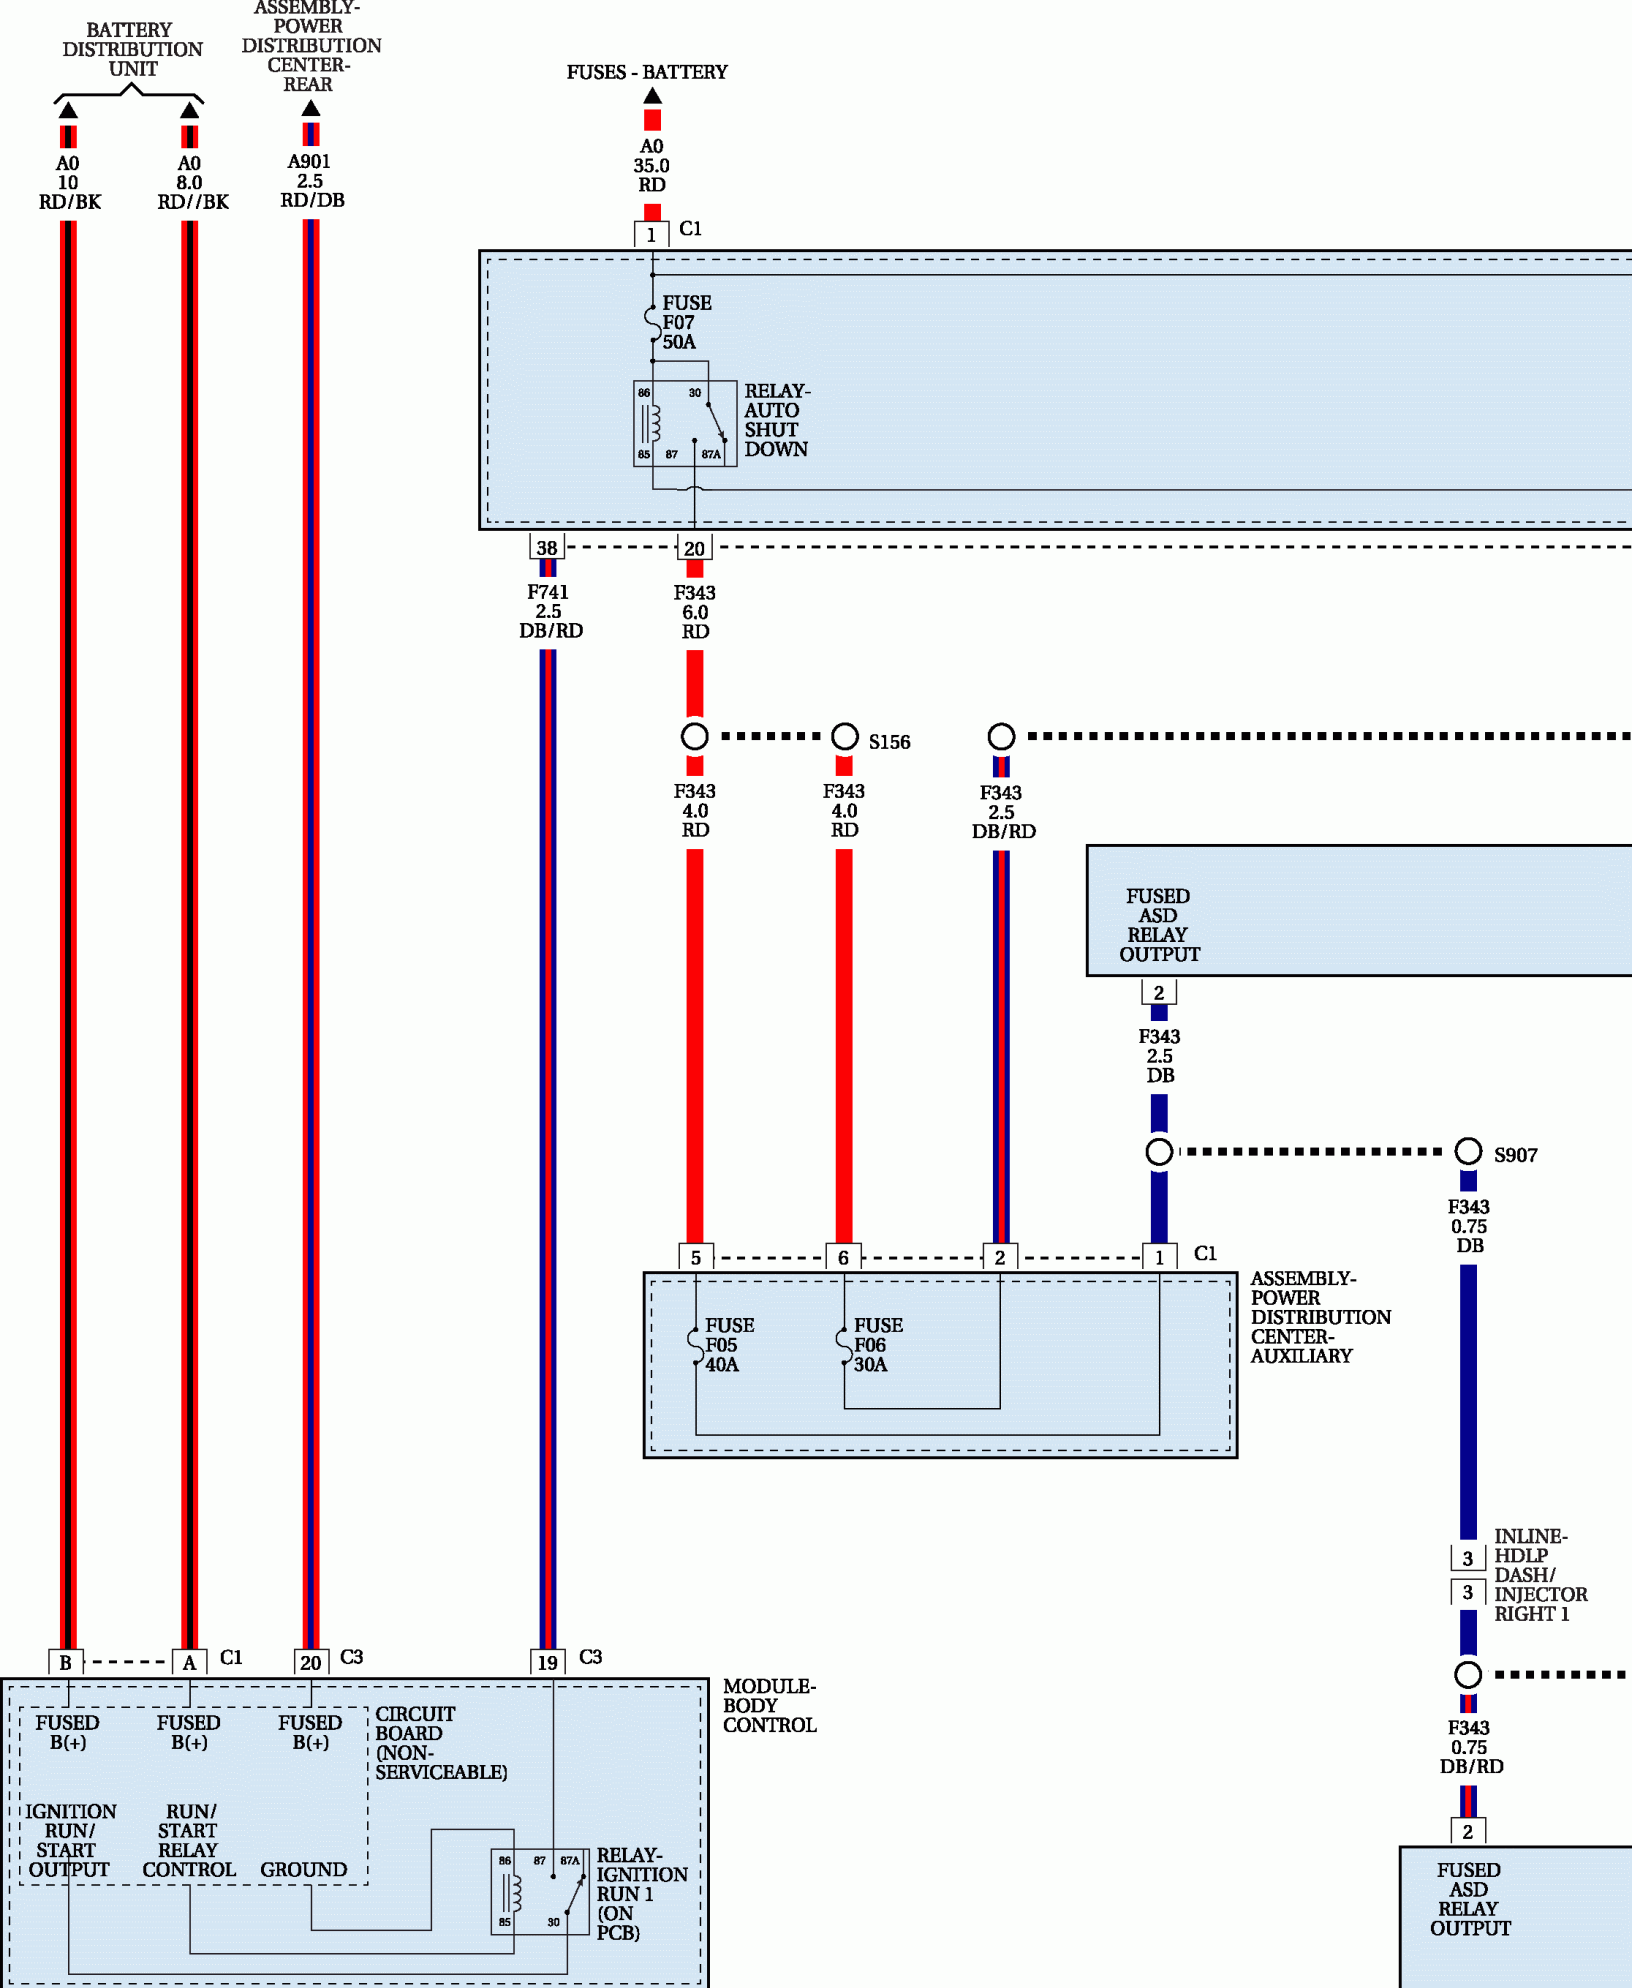 BATTERY
DISTRIBUTION
UNIT
ASSEMBLY-
POWER
DISTRIBUTION
CENTER-
REAR
FUSES - BATTERY
A0
10
RD/BK
A0
8.0
RD//BK
A901
2.5
RD/DB
A0
35.0
RD
1
C1
FUSE
F07
50A
86
30
85
87
87A
RELAY-
AUTO
SHUT
DOWN
38
20
F741
2.5
DB/RD
F343
6.0
RD
S156
F343
4.0
RD
F343
4.0
RD
F343
2.5
DB/RD
FUSED
ASD
RELAY
OUTPUT
2
F343
2.5
DB
S907
F343
0.75
DB
5
6
2
1
C1
FUSE
F05
40A
FUSE
F06
30A
ASSEMBLY-
POWER
DISTRIBUTION
CENTER-
AUXILIARY
3
3
INLINE-
HDLP
DASH/
INJECTOR
RIGHT 1
B
A
C1
20
C3
19
C3
MODULE-
BODY
CONTROL
FUSED
B(+)
FUSED
B(+)
FUSED
B(+)
CIRCUIT
BOARD
(NON-
SERVICEABLE)
IGNITION
RUN/
START
OUTPUT
RUN/
START
RELAY
CONTROL
GROUND
86
87
87A
85
30
RELAY-
IGNITION
RUN 1
(ON
PCB)
F343
0.75
DB/RD
2
FUSED
ASD
RELAY
OUTPUT